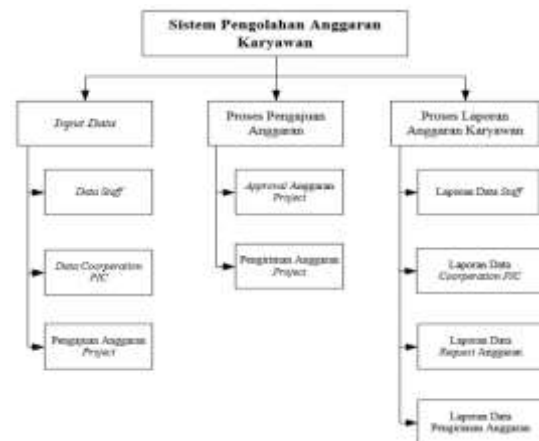 Sistem Pengolahan Anggaran
Karyawan
Input Data
Proses Pengajuan
Anggaran
Proses Laporan
Anggaran Karyawan
Data Staff
Data Coorperation
PIC
Pengajuan Anggaran
Project
Approval Anggaran
Project
Pengiriman Anggaran
Project
Laporan Data Staff
Laporan Data
Coorperation PIC
Laporan Data
Request Anggaran
Laporan Data
Pengiriman Anggaran